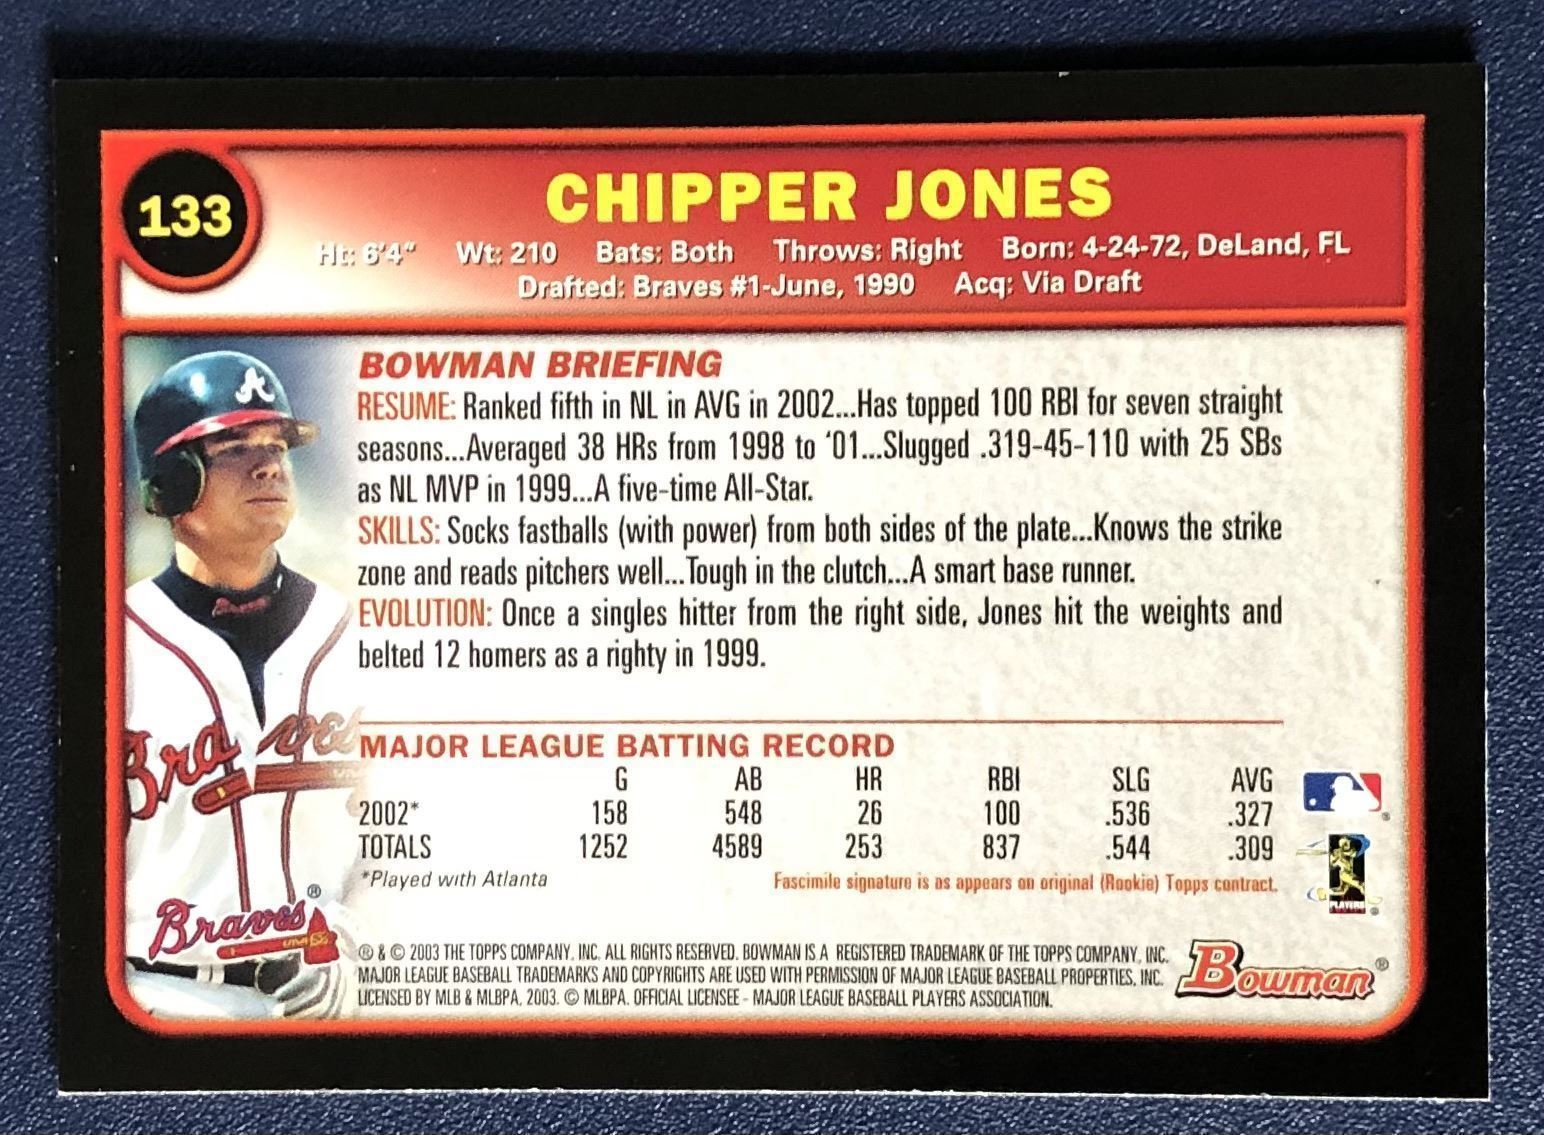 133
CHIPPER JONES
Ht: 6'4" Wt: 210 Bats: Both Throws: Right Born: 4-24-72, DeLand, FL
Drafted: Braves #1-June, 1990 Acq: Via Draft
BOWMAN BRIEFING
RESUME: Ranked fifth in NL in AVG in 2002...Has topped 100 RBI for seven straight
seasons...Averaged 38 HRs from 1998 to '01...Slugged .319-45-110 with 25 SBs
as NL MVP in 1999...A five-time All-Star.
SKILLS: Socks fastballs (with power) from both sides of the plate...Knows the strike
zone and reads pitchers well...Tough in the clutch...A smart base runner.
EVOLUTION: Once a singles hitter from the right side, Jones hit the weights and
belted 12 homers as a righty in 1999.
A
Braves
MAJOR LEAGUE BATTING RECORD
G AB HR RBI SLG AVG
2002* 158 548 26 100 .536 .327
TOTALS 1252 4589 253 837 .544 .309
*Played with Atlanta
Fascimile signature is as appears on original (Rookie) Topps contract.
PLAYERS ®
Braves ®
® & © 2003 THE TOPPS COMPANY, INC. ALL RIGHTS RESERVED. BOWMAN IS A REGISTERED TRADEMARK OF THE TOPPS COMPANY, INC.
MAJOR LEAGUE BASEBALL TRADEMARKS AND COPYRIGHTS ARE USED WITH PERMISSION OF MAJOR LEAGUE BASEBALL PROPERTIES, INC.
LICENSED BY MLB & MLBPA, 2003. © MLBPA. OFFICIAL LICENSEE - MAJOR LEAGUE BASEBALL PLAYERS ASSOCIATION.
Bowman ®